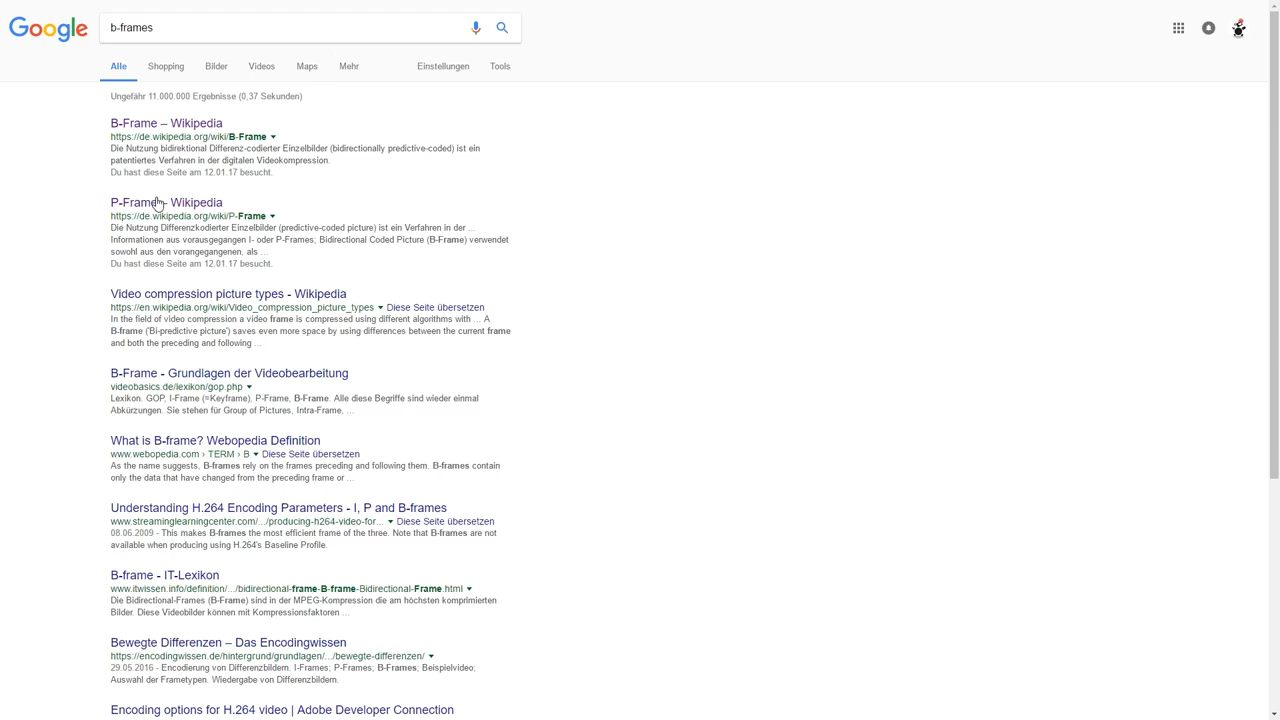 Google
b-frames
Alle Shopping Bilder Videos Maps Mehr Einstellungen Tools
Ungefähr 11.000.000 Ergebnisse (0,37 Sekunden)
B-Frame – Wikipedia
https://de.wikipedia.org/wiki/B-Frame
Die Nutzung bidirektional Differenz-codierter Einzelbilder (bidirectionally predictive-coded) ist ein
patentiertes Verfahren in der digitalen Videokompression.
Du hast diese Seite am 12.01.17 besucht.
P-Frame – Wikipedia
https://de.wikipedia.org/wiki/P-Frame
Die Nutzung Differenzkodierter Einzelbilder (predictive-coded picture) ist ein Verfahren in der ...
Informationen aus vorausgegangen I- oder P-Frames; Bidirectional Coded Picture (B-Frame) verwendet
sowohl aus den vorangegangenen, als ...
Du hast diese Seite am 12.01.17 besucht.
Video compression picture types - Wikipedia
https://en.wikipedia.org/wiki/Video_compression_picture_types Diese Seite übersetzen
In the field of video compression a video frame is compressed using different algorithms with ... A
B-frame ('Bi-predictive picture') saves even more space by using differences between the current frame
and both the preceding and following ...
B-Frame - Grundlagen der Videobearbeitung
videobasics.de/lexikon/gop.php
Lexikon. GOP, I-Frame (=Keyframe), P-Frame, B-Frame. Alle diese Begriffe sind wieder einmal
Abkürzungen. Sie stehen für Group of Pictures, Intra-Frame, ...
What is B-frame? Webopedia Definition
www.webopedia.com › TERM › B Diese Seite übersetzen
As the name suggests, B-frames rely on the frames preceding and following them. B-frames contain
only the data that have changed from the preceding frame or ...
Understanding H.264 Encoding Parameters - I, P and B-frames
www.streaminglearningcenter.com/.../producing-h264-video-for... Diese Seite übersetzen
08.06.2009 - This makes B-frames the most efficient frame of the three. Note that B-frames are not
available when producing using H.264's Baseline Profile.
B-frame - IT-Lexikon
www.itwissen.info/definition/.../bidirectional-frame-B-frame-Bidirectional-Frame.html
Die Bidirectional-Frames (B-Frame) sind in der MPEG-Kompression die am höchsten komprimierten
Bilder. Diese Videobilder können mit Kompressionsfaktoren ...
Bewegte Differenzen – Das Encodingwissen
https://encodingwissen.de/hintergrund/grundlagen/.../bewegte-differenzen/
29.05.2016 - Encodierung von Differenzbildern. I-Frames; P-Frames; B-Frames; Beispielvideo;
Auswahl der Frametypen. Wiedergabe von Differenzbildern.
Encoding options for H.264 video | Adobe Developer Connection